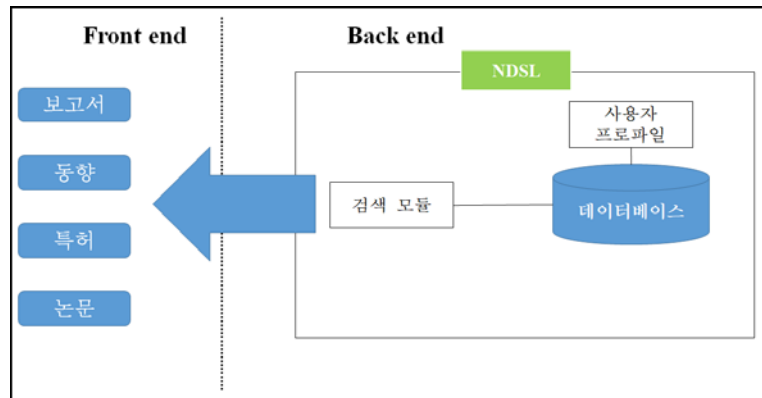 Front end
Back end
NDSL
보고서
동향
특허
논문
사용자
프로파일
검색 모듈
데이터베이스